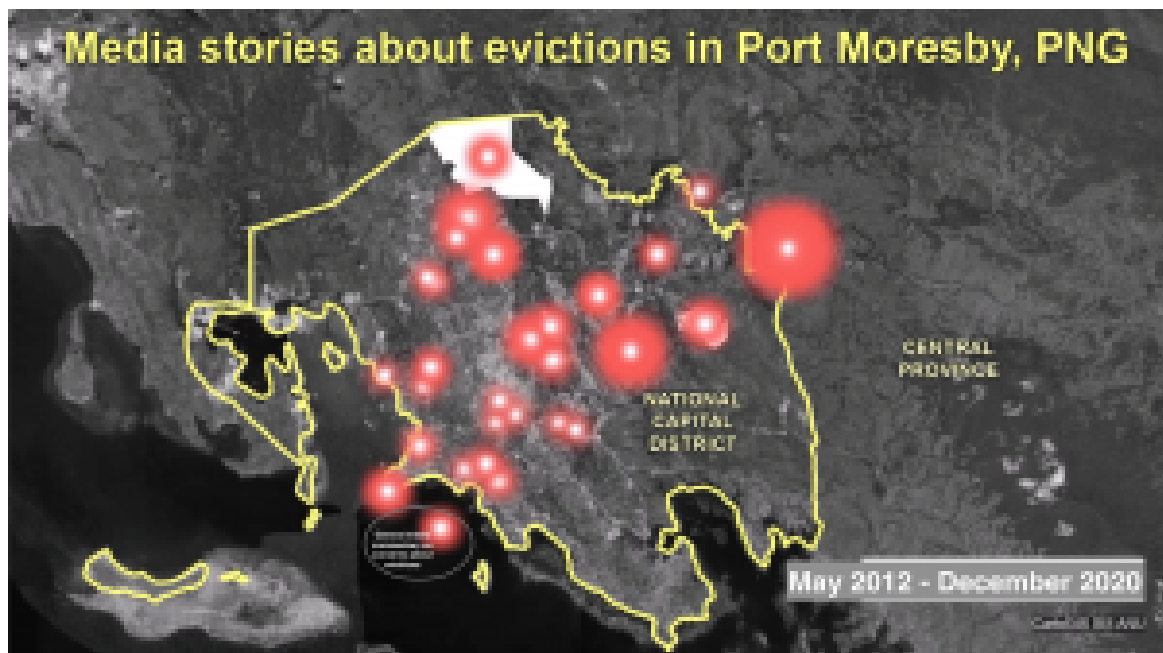 Media stories about evictions in Port Moresby, PNG
CENTRAL
PROVINCE
NATIONAL
CAPITAL
DISTRICT
May 2012 - December 2020